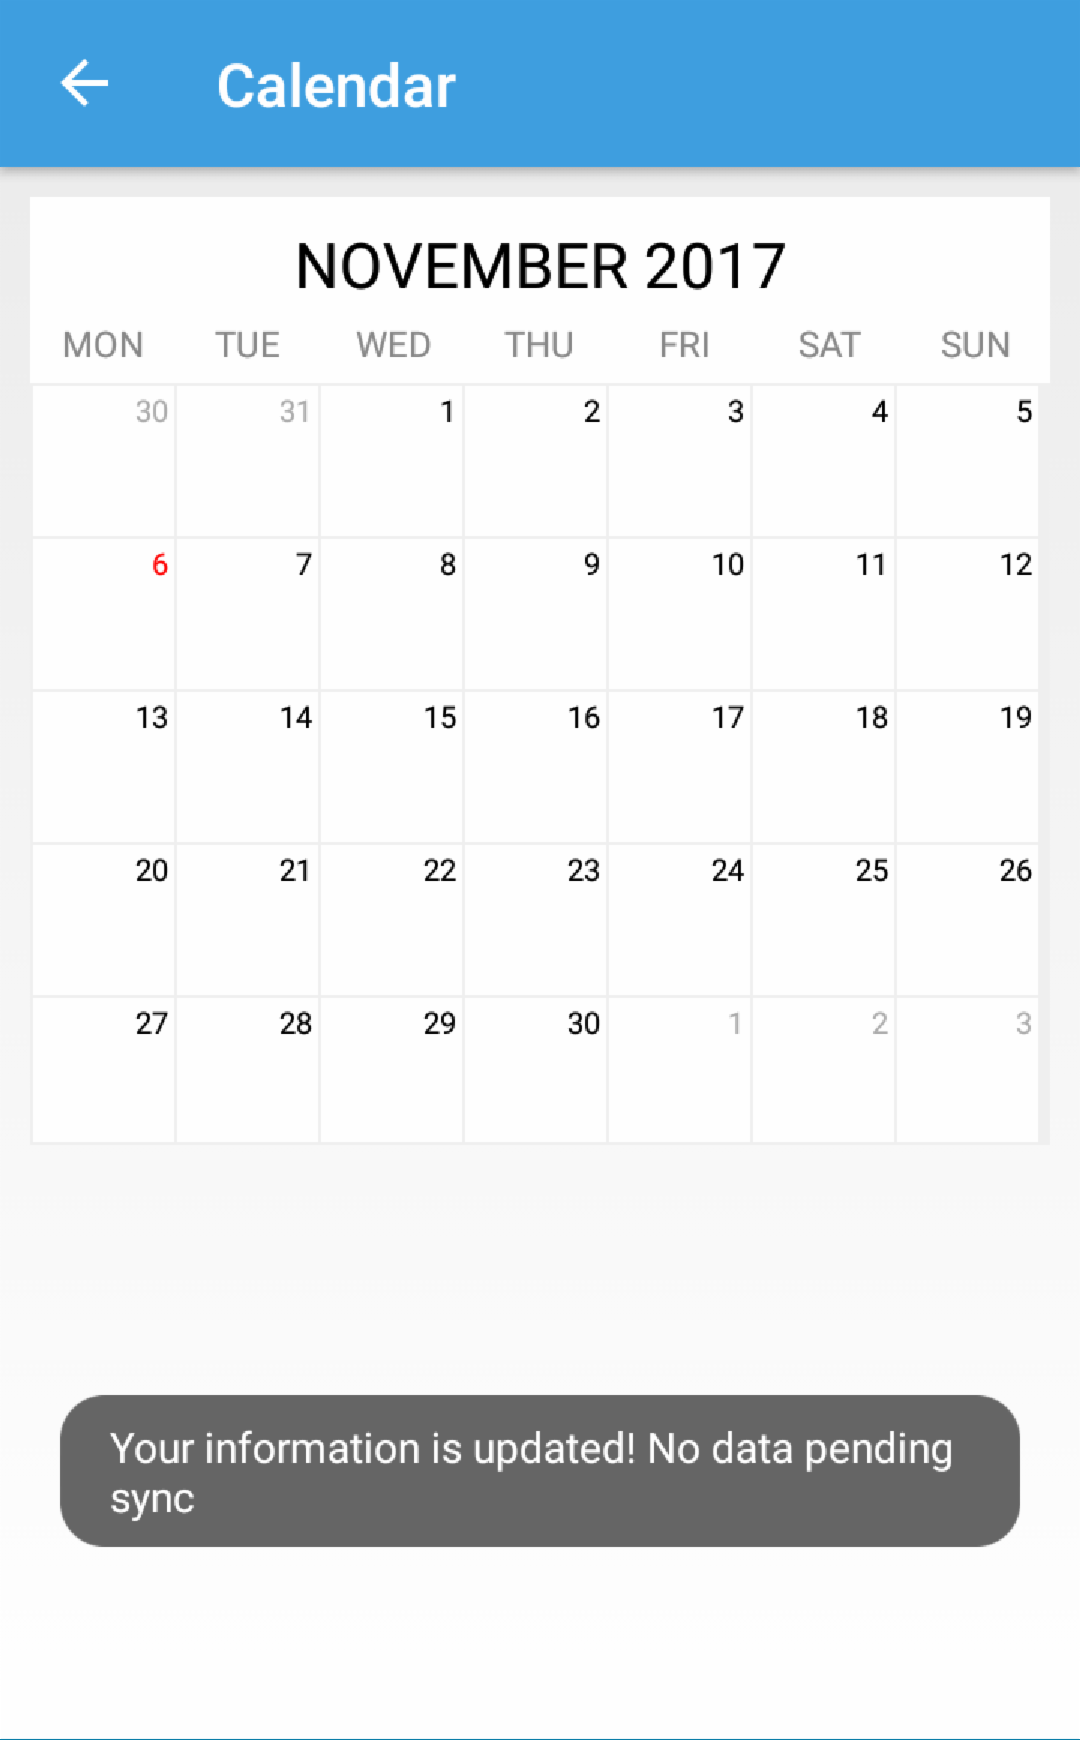 Calendar
NOVEMBER 2017
MON TUE WED THU FRI SAT SUN
30 31 1 2 3 4 5
6 7 8 9 10 11 12
13 14 15 16 17 18 19
20 21 22 23 24 25 26
27 28 29 30 1 2 3
Your information is updated! No data pending
sync